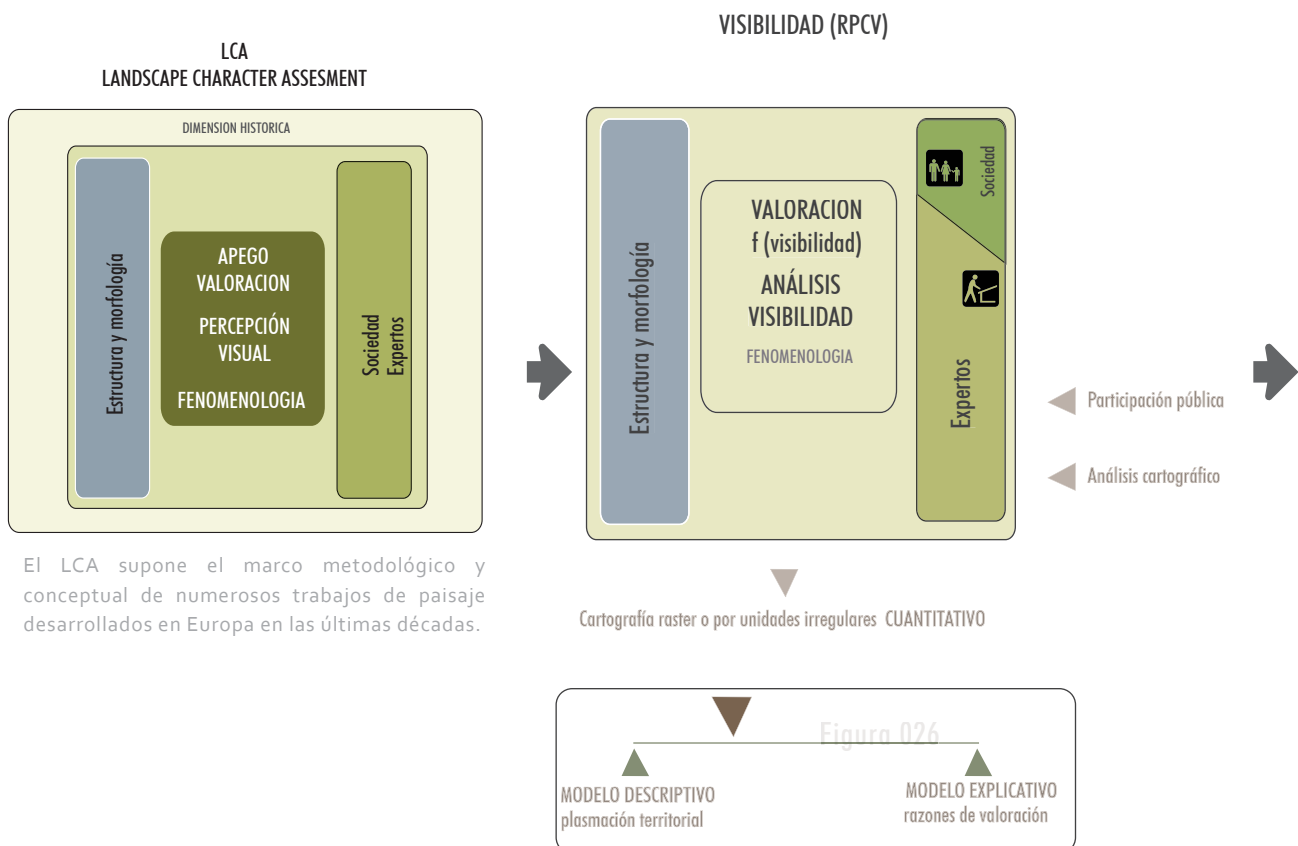 LCA
LANDSCAPE CHARACTER ASSESMENT
DIMENSION HISTORICA
Estructura y morfología
APEGO
VALORACION
PERCEPCIÓN
VISUAL
FENOMENOLOGIA
Sociedad
Expertos
El LCA supone el marco metodológico y
conceptual de numerosos trabajos de paisaje
desarrollados en Europa en las últimas décadas.
VISIBILIDAD (RPCV)
Estructura y morfología
VALORACION
f (visibilidad)
ANÁLISIS
VISIBILIDAD
FENOMENOLOGIA
Sociedad
Expertos
Participación pública
Análisis cartográfico
Cartografía raster o por unidades irregulares CUANTITATIVO
Figura 026
MODELO DESCRIPTIVO
plasmación territorial
MODELO EXPLICATIVO
razones de valoración